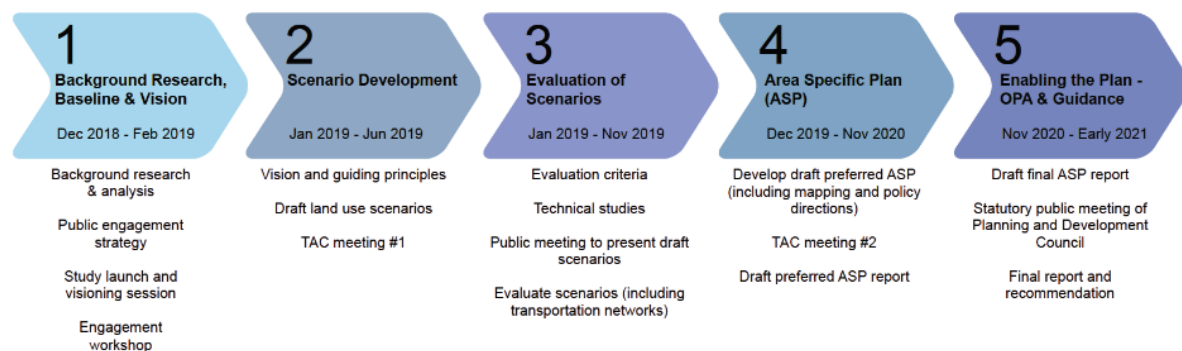 1
Background Research,
Baseline & Vision
Dec 2018 - Feb 2019
Background research
& analysis
Public engagement
strategy
Study launch and
visioning session
Engagement
workshop
2
Scenario Development
Jan 2019 - Jun 2019
Vision and guiding principles
Draft land use scenarios
TAC meeting #1
3
Evaluation of
Scenarios
Jan 2019 - Nov 2019
Evaluation criteria
Technical studies
Public meeting to present draft
scenarios
Evaluate scenarios (including
transportation networks)
4
Area Specific Plan
(ASP)
Dec 2019 - Nov 2020
Develop draft preferred ASP
(including mapping and policy
directions)
TAC meeting #2
Draft preferred ASP report
5
Enabling the Plan -
OPA & Guidance
Nov 2020 - Early 2021
Draft final ASP report
Statutory public meeting of
Planning and Development
Council
Final report and
recommendation